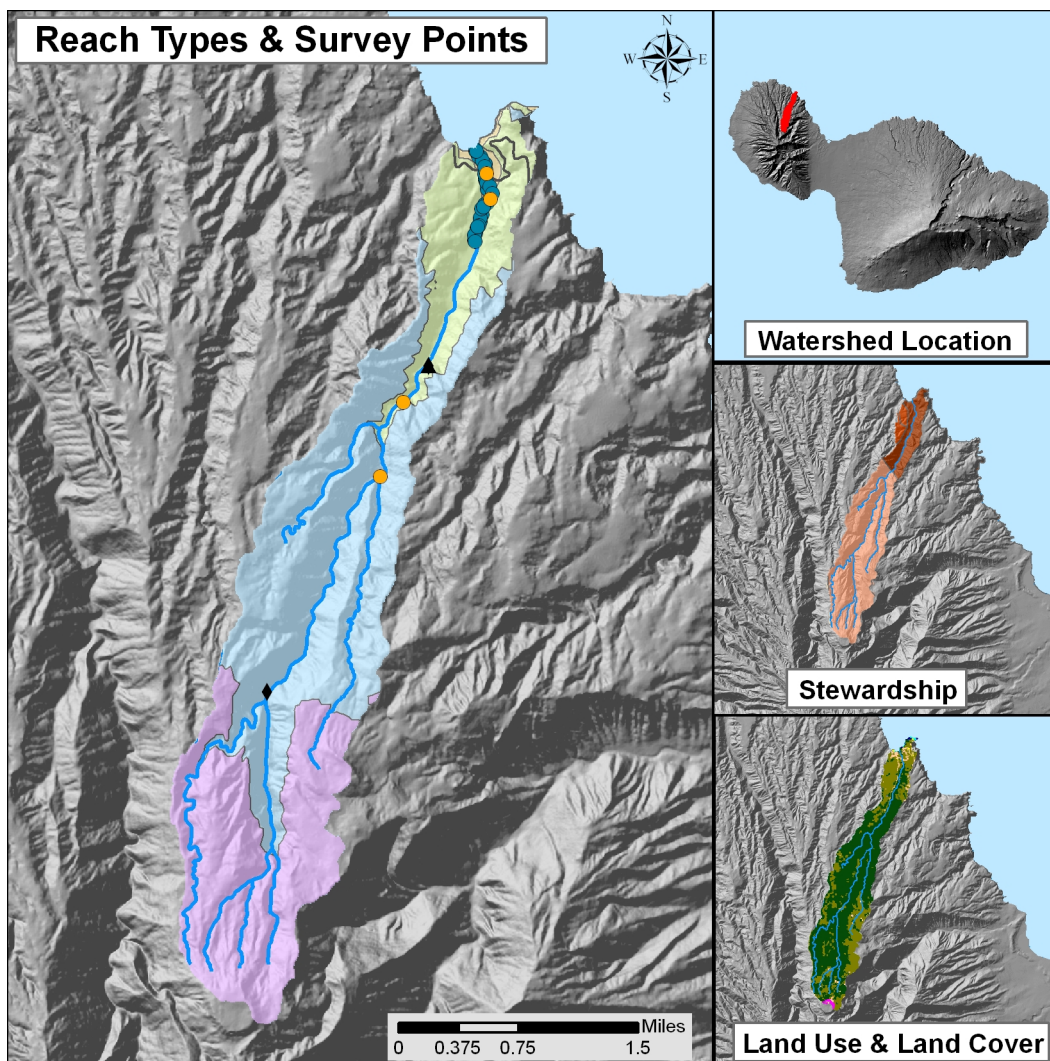 Reach Types & Survey Points
N
W
E
S
Miles
0 0.375 0.75 1.5
Watershed Location
Stewardship
Land Use & Land Cover